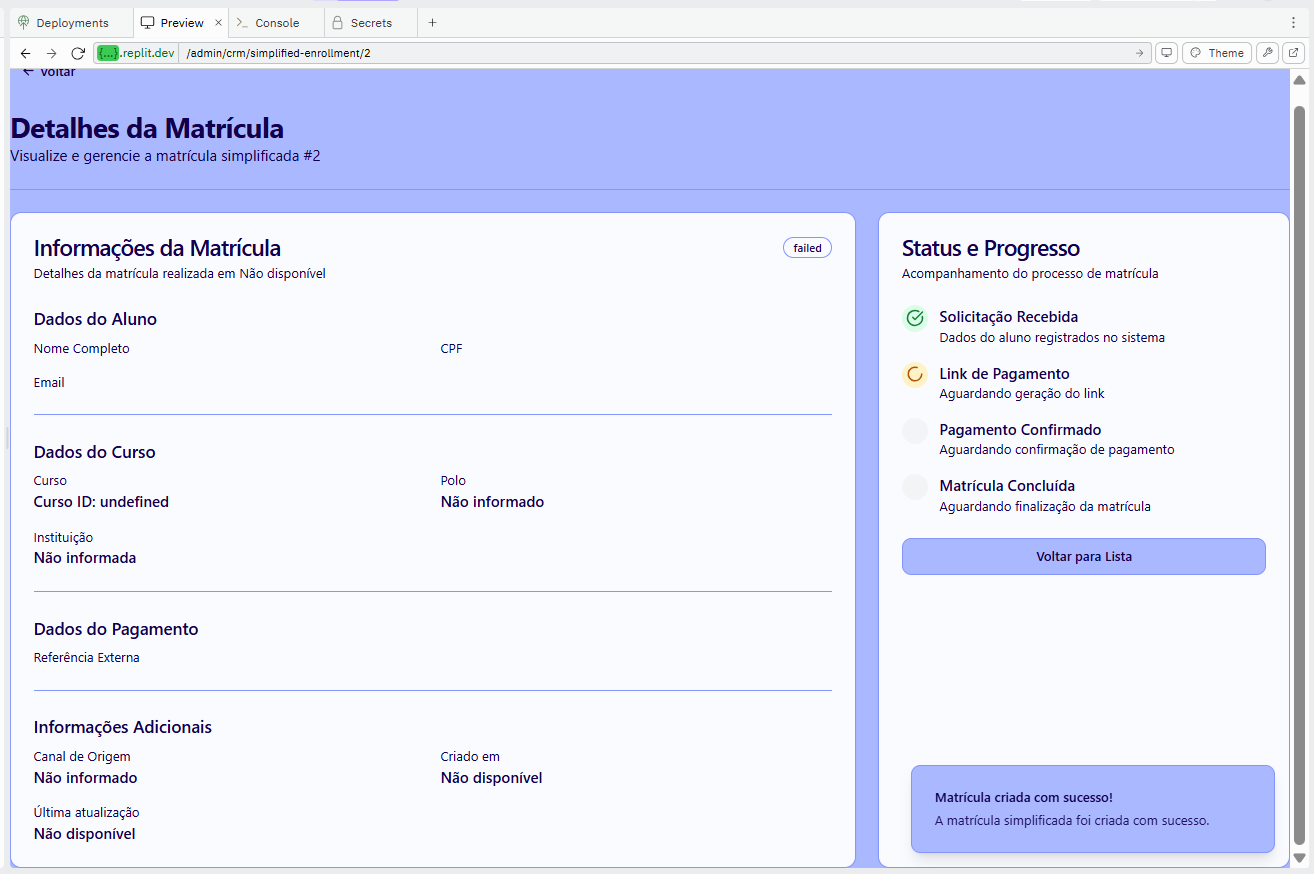 Deployments
Preview
Console
Secrets
{...}.replit.dev /admin/crm/simplified-enrollment/2
Theme
Voltar
Detalhes da Matrícula
Visualize e gerencie a matrícula simplificada #2
Informações da Matrícula
failed
Detalhes da matrícula realizada em Não disponível
Dados do Aluno
Nome Completo
CPF
Email
Dados do Curso
Curso
Polo
Curso ID: undefined
Não informado
Instituição
Não informada
Dados do Pagamento
Referência Externa
Informações Adicionais
Canal de Origem
Criado em
Não informado
Não disponível
Última atualização
Não disponível
Status e Progresso
Acompanhamento do processo de matrícula
Solicitação Recebida
Dados do aluno registrados no sistema
Link de Pagamento
Aguardando geração do link
Pagamento Confirmado
Aguardando confirmação de pagamento
Matrícula Concluída
Aguardando finalização da matrícula
Voltar para Lista
Matrícula criada com sucesso!
A matrícula simplificada foi criada com sucesso.